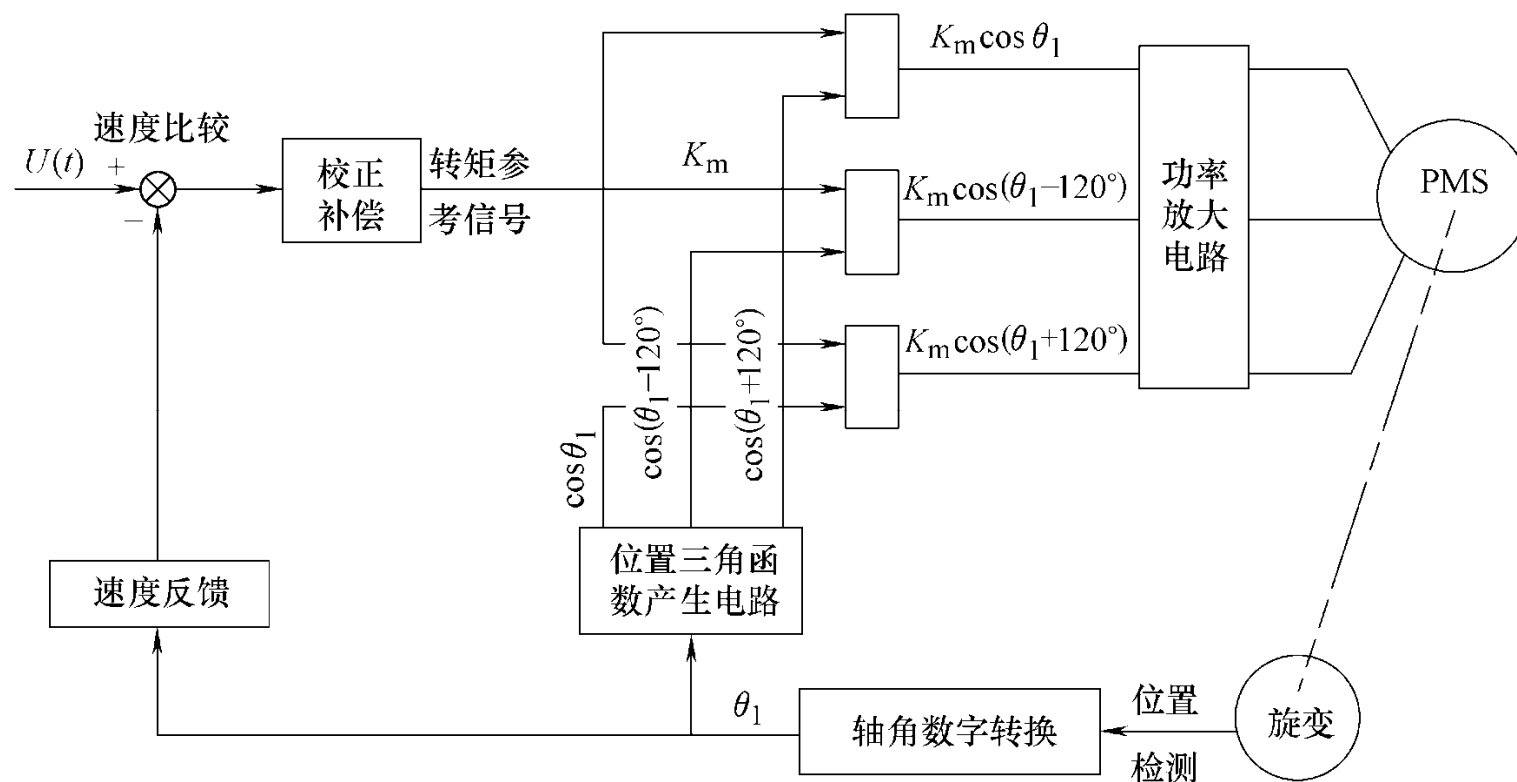 K_m cos θ_1
速度比较
U(t) +
−
校正
补偿
转矩参
考信号
K_m
K_m cos(θ_1−120°)
功率
放大
电路
PMS
K_m cos(θ_1+120°)
cosθ_1
cos(θ_1−120°)
cos(θ_1+120°)
速度反馈
位置三角函
数产生电路
θ_1
轴角数字转换
位置
检测
旋变